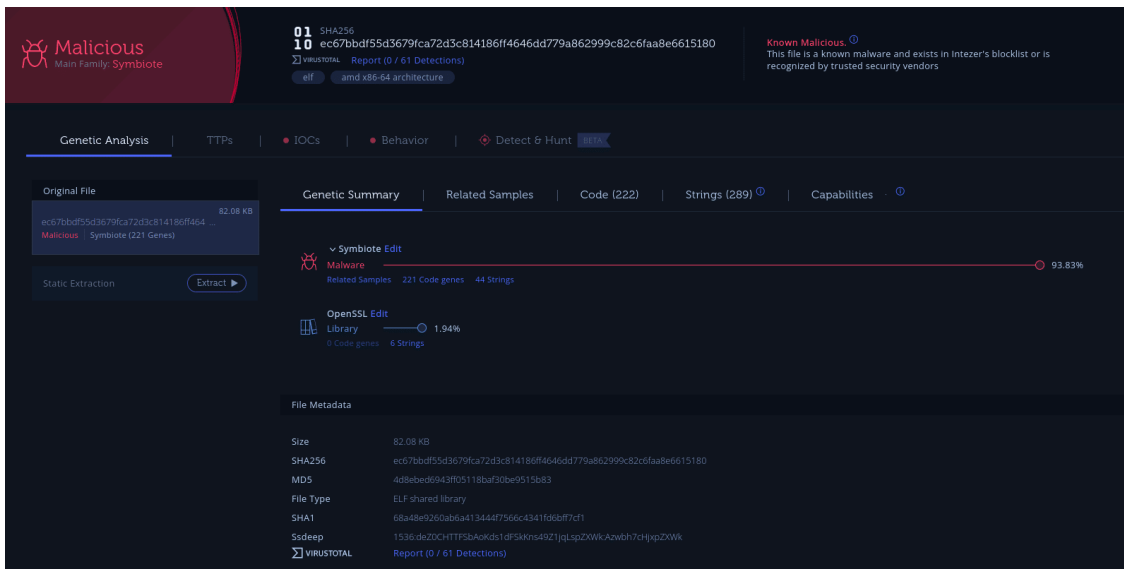 Malicious
Main Family: Symbiote
01
10
SHA256
ec67bbdf55d3679fca72d3c814186ff4646dd779a862999c82c6faa8e6615180
VIRUSTOTAL Report (0 / 61 Detections)
elf amd x86-64 architecture
Known Malicious.
This file is a known malware and exists in Intezer's blocklist or is
recognized by trusted security vendors
Genetic Analysis | TTPs | IOCs | Behavior | Detect & Hunt BETA
Original File
82.08 KB
ec67bbdf55d3679fca72d3c814186ff464 ...
Malicious | Symbiote (221 Genes)
Static Extraction Extract
Genetic Summary | Related Samples | Code (222) | Strings (289) | Capabilities
Symbiote Edit
Malware 93.83%
Related Samples 221 Code genes 44 Strings
OpenSSL Edit
Library 1.94%
0 Code genes 6 Strings
File Metadata
Size 82.08 KB
SHA256 ec67bbdf55d3679fca72d3c814186ff4646dd779a862999c82c6faa8e6615180
MD5 4d8ebed6943ff05118baf30be9515b83
File Type ELF shared library
SHA1 68a48e9260ab6a413444f7566c4341fd6bff7cf1
Ssdeep 1536:deZ0CHTTFSbAoKds1dFSkKns49Z1jqLspZXWk:Azwbh7cHjxpZXWk
VIRUSTOTAL Report (0 / 61 Detections)